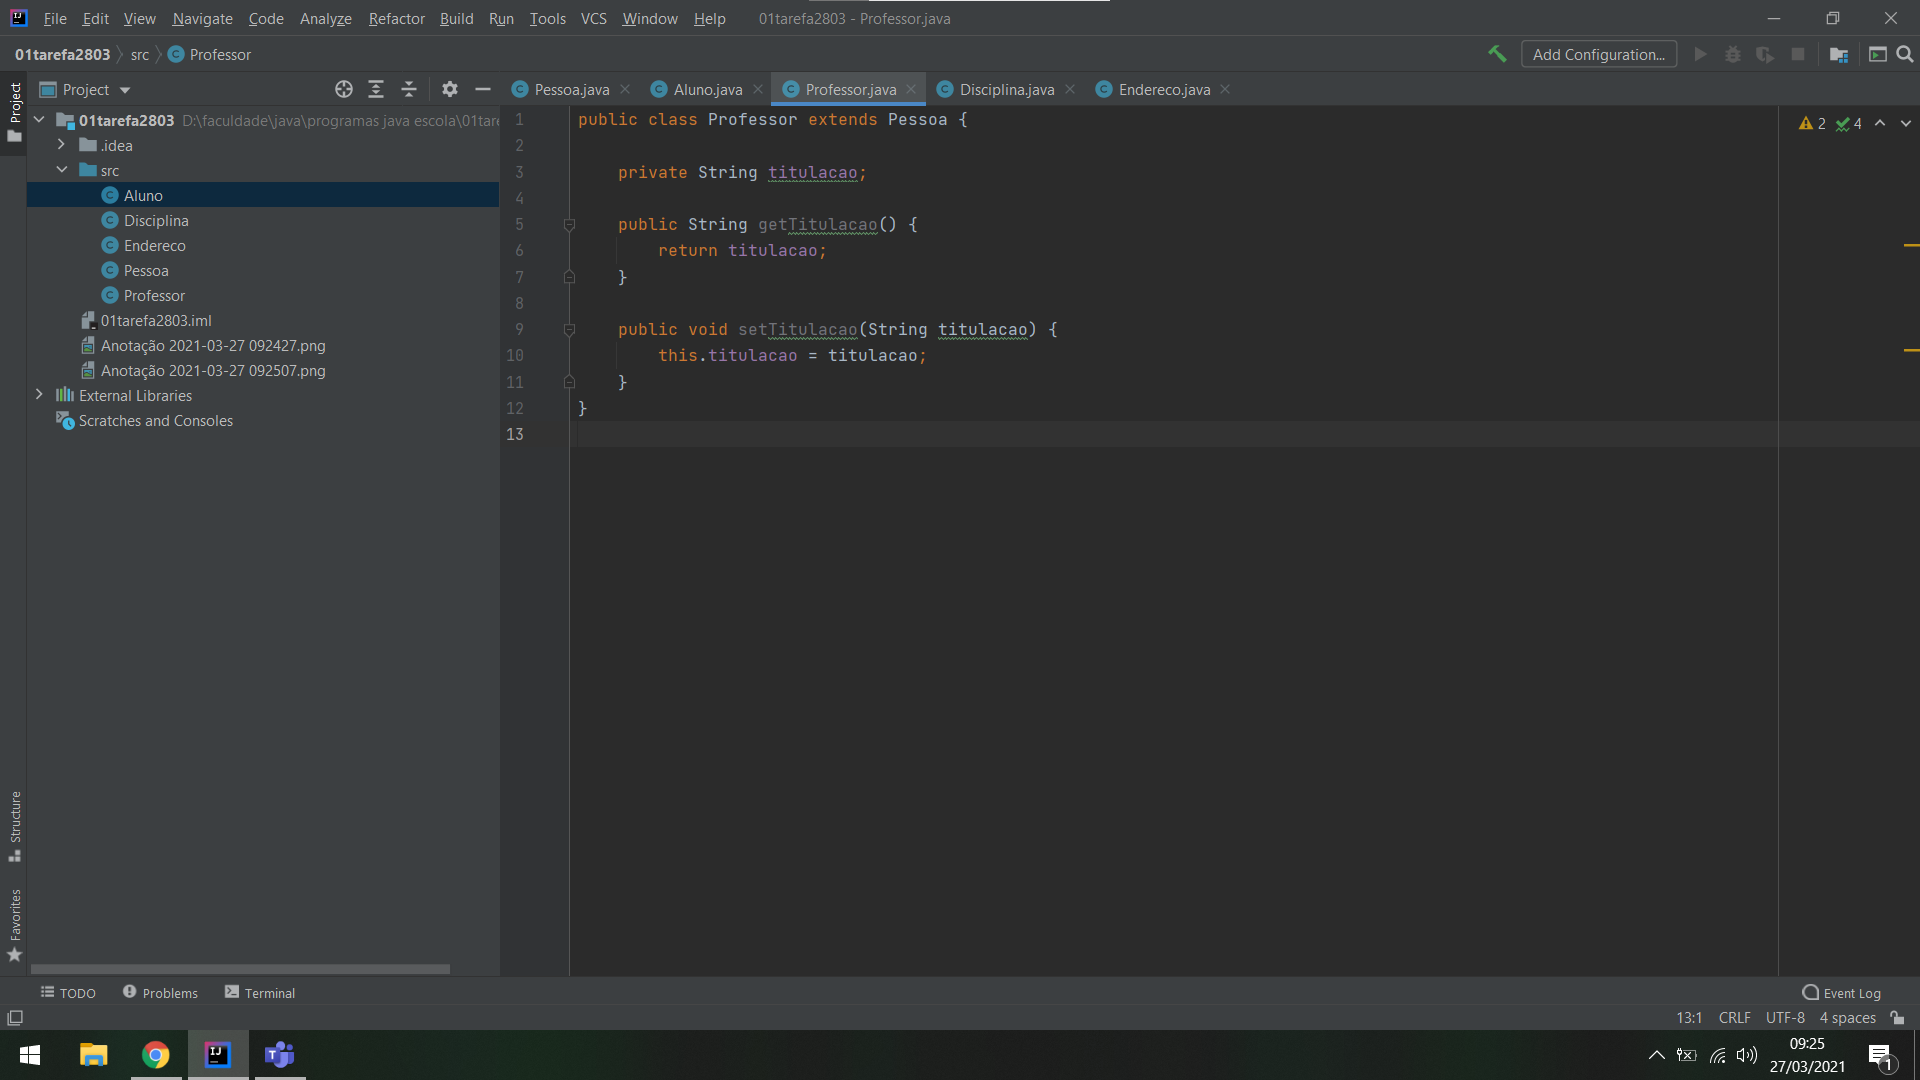 File Edit View Navigate Code Analyze Refactor Build Run Tools VCS Window Help 01tarefa2803 - Professor.java
01tarefa2803 src Professor Add Configuration...
Project Pessoa.java Aluno.java Professor.java Disciplina.java Endereco.java
Project
01tarefa2803 D:\faculdade\java\programas java escola\01tare
.idea
src
Aluno
Disciplina
Endereco
Pessoa
Professor
01tarefa2803.iml
Anotação 2021-03-27 092427.png
Anotação 2021-03-27 092507.png
External Libraries
Scratches and Consoles
1 public class Professor extends Pessoa {
2
3 private String titulacao;
4
5 public String getTitulacao() {
6 return titulacao;
7 }
8
9 public void setTitulacao(String titulacao) {
10 this.titulacao = titulacao;
11 }
12 }
13
2 4
Structure
Favorites
TODO Problems Terminal Event Log
13:1 CRLF UTF-8 4 spaces
09:25
27/03/2021
1